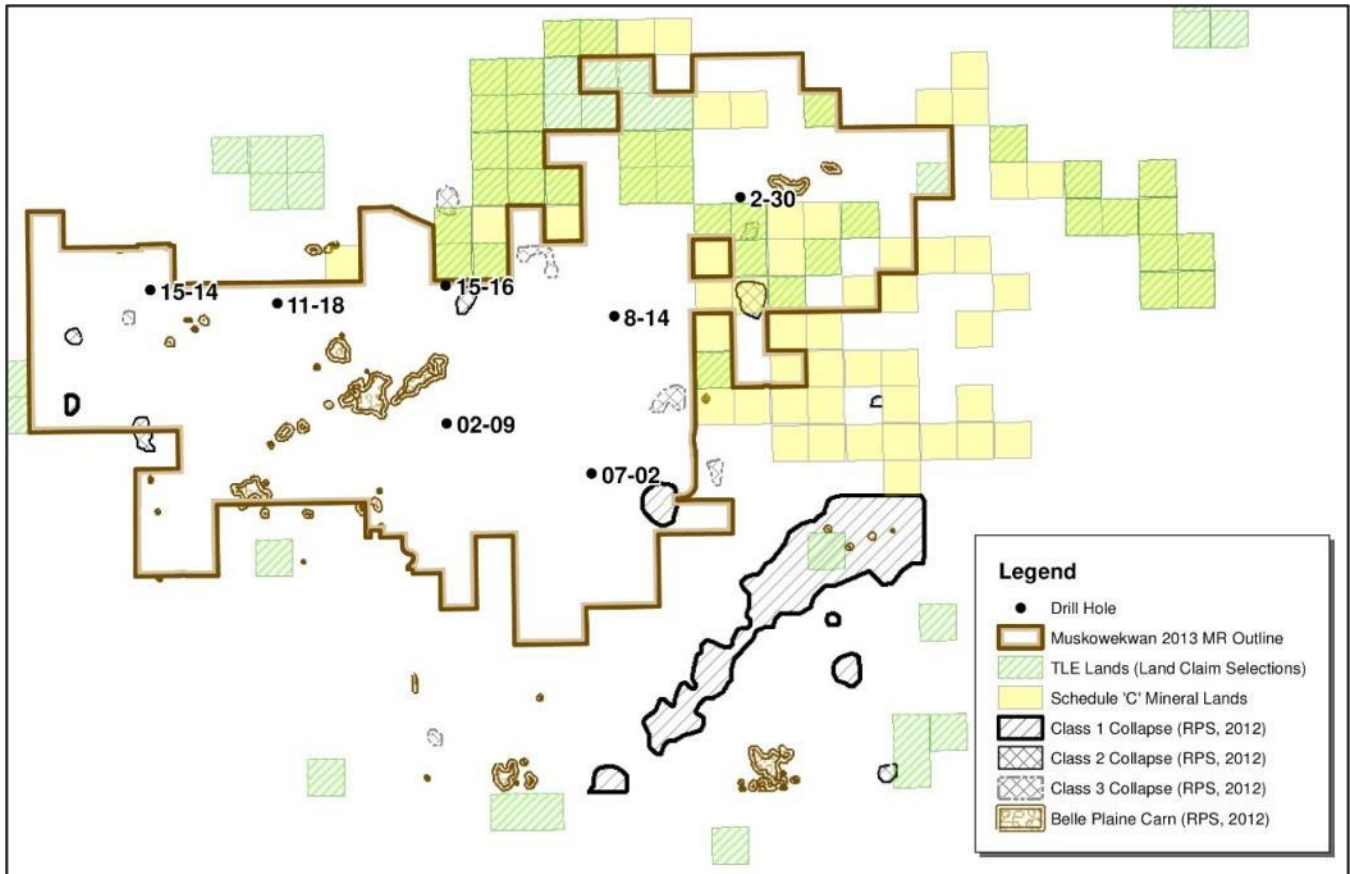 2-30
15-14
11-18
15-16
8-14
02-09
07-02
Legend
Drill Hole
Muskowekwan 2013 MR Outline
TLE Lands (Land Claim Selections)
Schedule 'C' Mineral Lands
Class 1 Collapse (RPS, 2012)
Class 2 Collapse (RPS, 2012)
Class 3 Collapse (RPS, 2012)
Belle Plaine Carn (RPS, 2012)